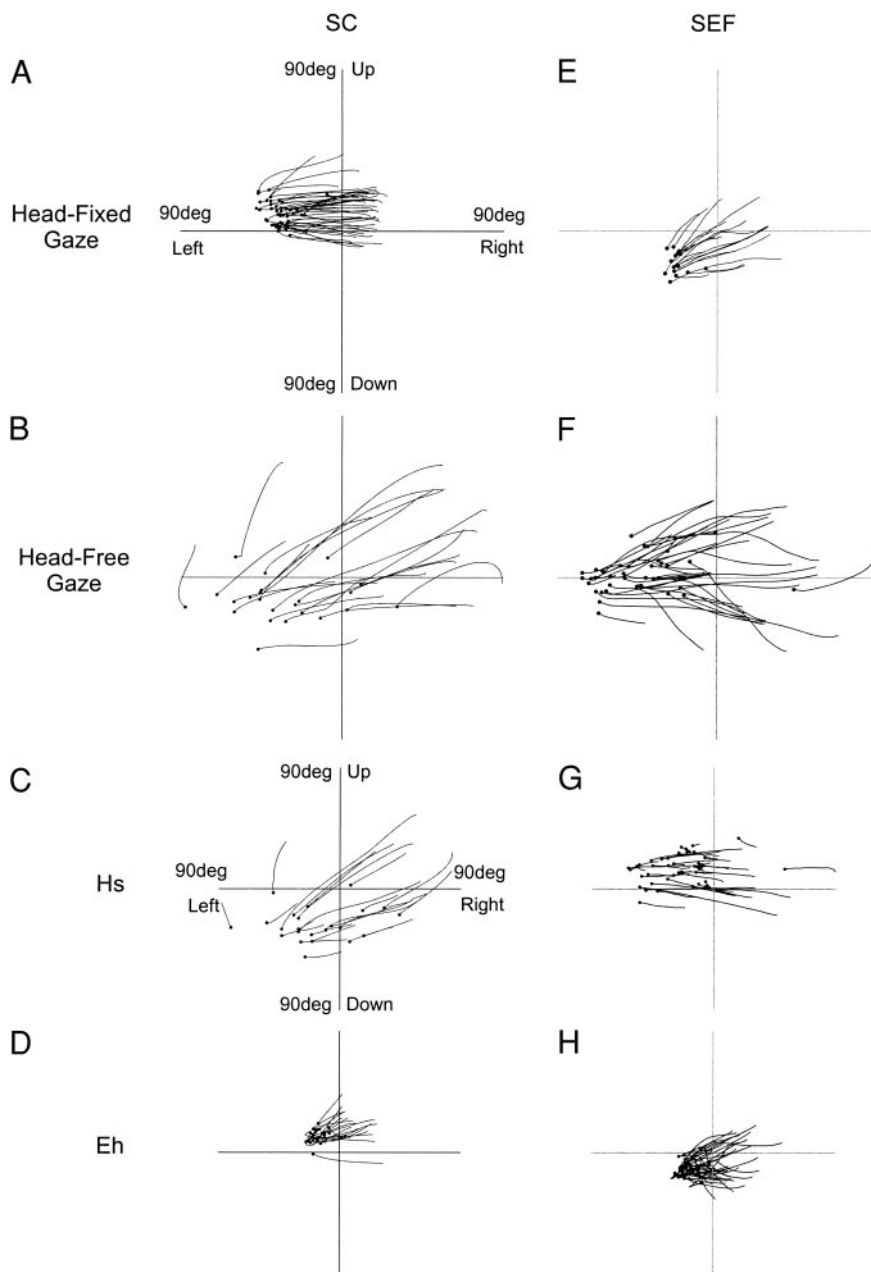 SC SEF
A 90deg Up E
Head-Fixed
Gaze
90deg 90deg
Left Right
90deg Down
B F
Head-Free
Gaze
C 90deg Up G
90deg 90deg
Hs
Left Right
90deg Down
D H
Eh